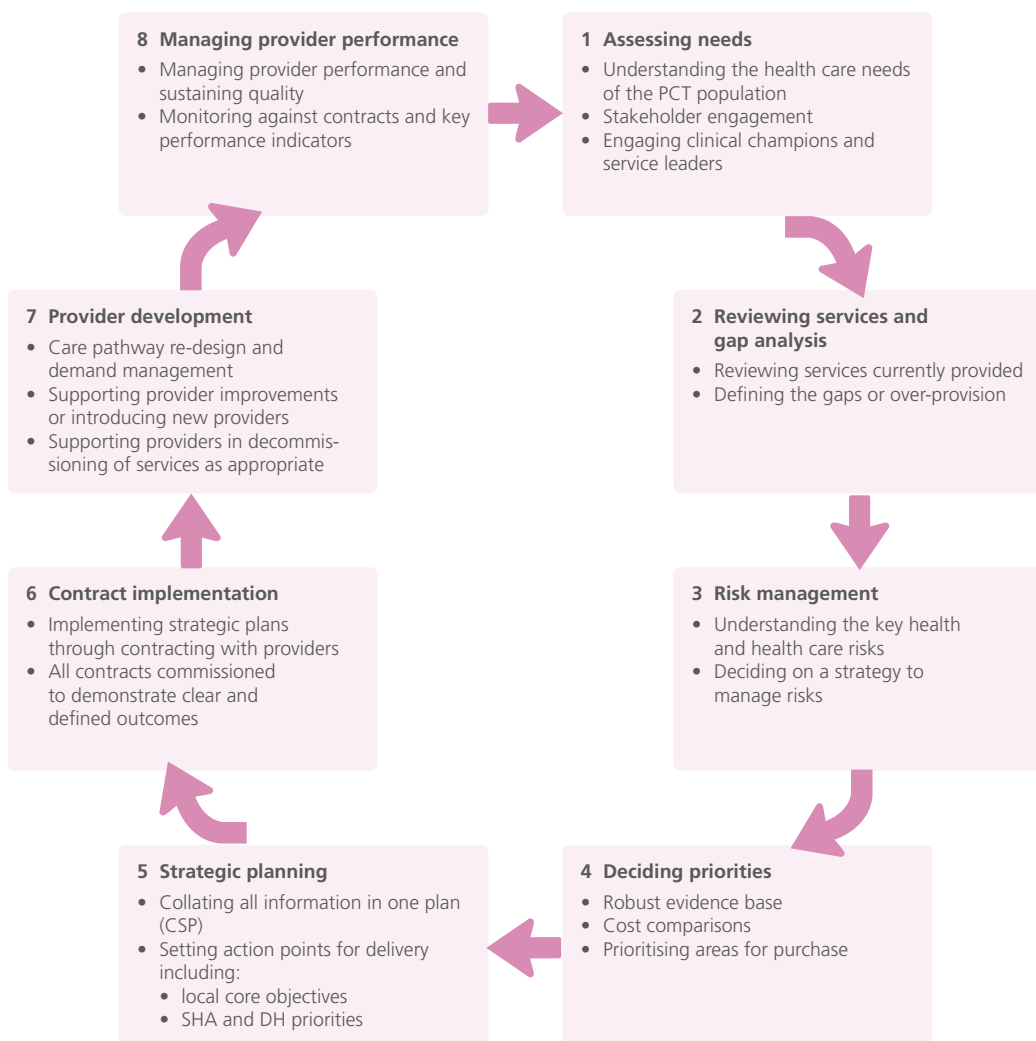 1 Assessing needs
• Understanding the health care needs
of the PCT population
• Stakeholder engagement
• Engaging clinical champions and
service leaders
2 Reviewing services and
gap analysis
• Reviewing services currently provided
• Defining the gaps or over-provision
3 Risk management
• Understanding the key health
and health care risks
• Deciding on a strategy to
manage risks
4 Deciding priorities
• Robust evidence base
• Cost comparisons
• Prioritising areas for purchase
5 Strategic planning
• Collating all information in one plan
(CSP)
• Setting action points for delivery
including:
• local core objectives
• SHA and DH priorities
6 Contract implementation
• Implementing strategic plans
through contracting with providers
• All contracts commissioned
to demonstrate clear and
defined outcomes
7 Provider development
• Care pathway re-design and
demand management
• Supporting provider improvements
or introducing new providers
• Supporting providers in decommis-
sioning of services as appropriate
8 Managing provider performance
• Managing provider performance and
sustaining quality
• Monitoring against contracts and key
performance indicators